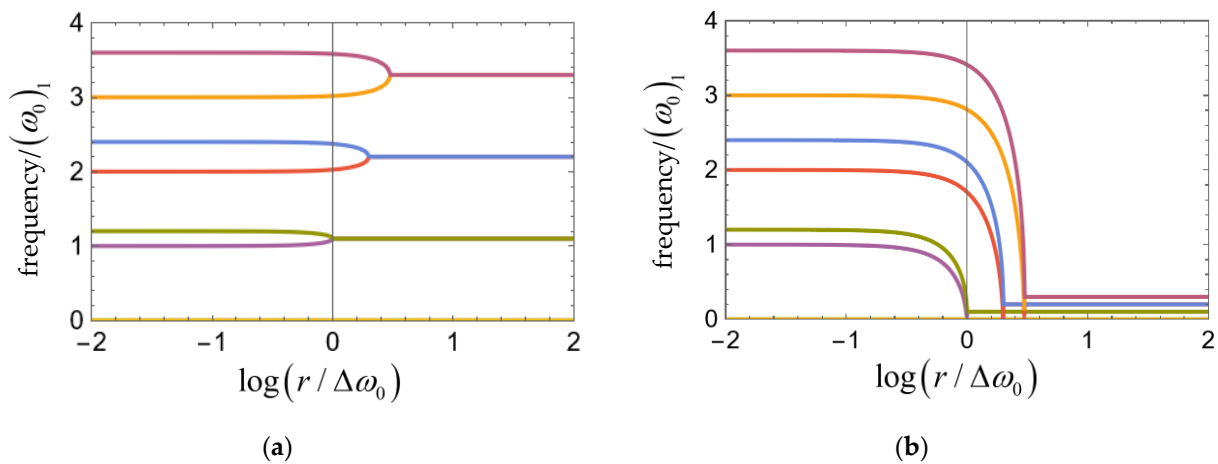 4
3
2
1
0
frequency/(ω₀)₁
−2 −1 0 1 2
log(r / Δω₀)
(a)
4
3
2
1
0
frequency/(ω₀)₁
−2 −1 0 1 2
log(r / Δω₀)
(b)